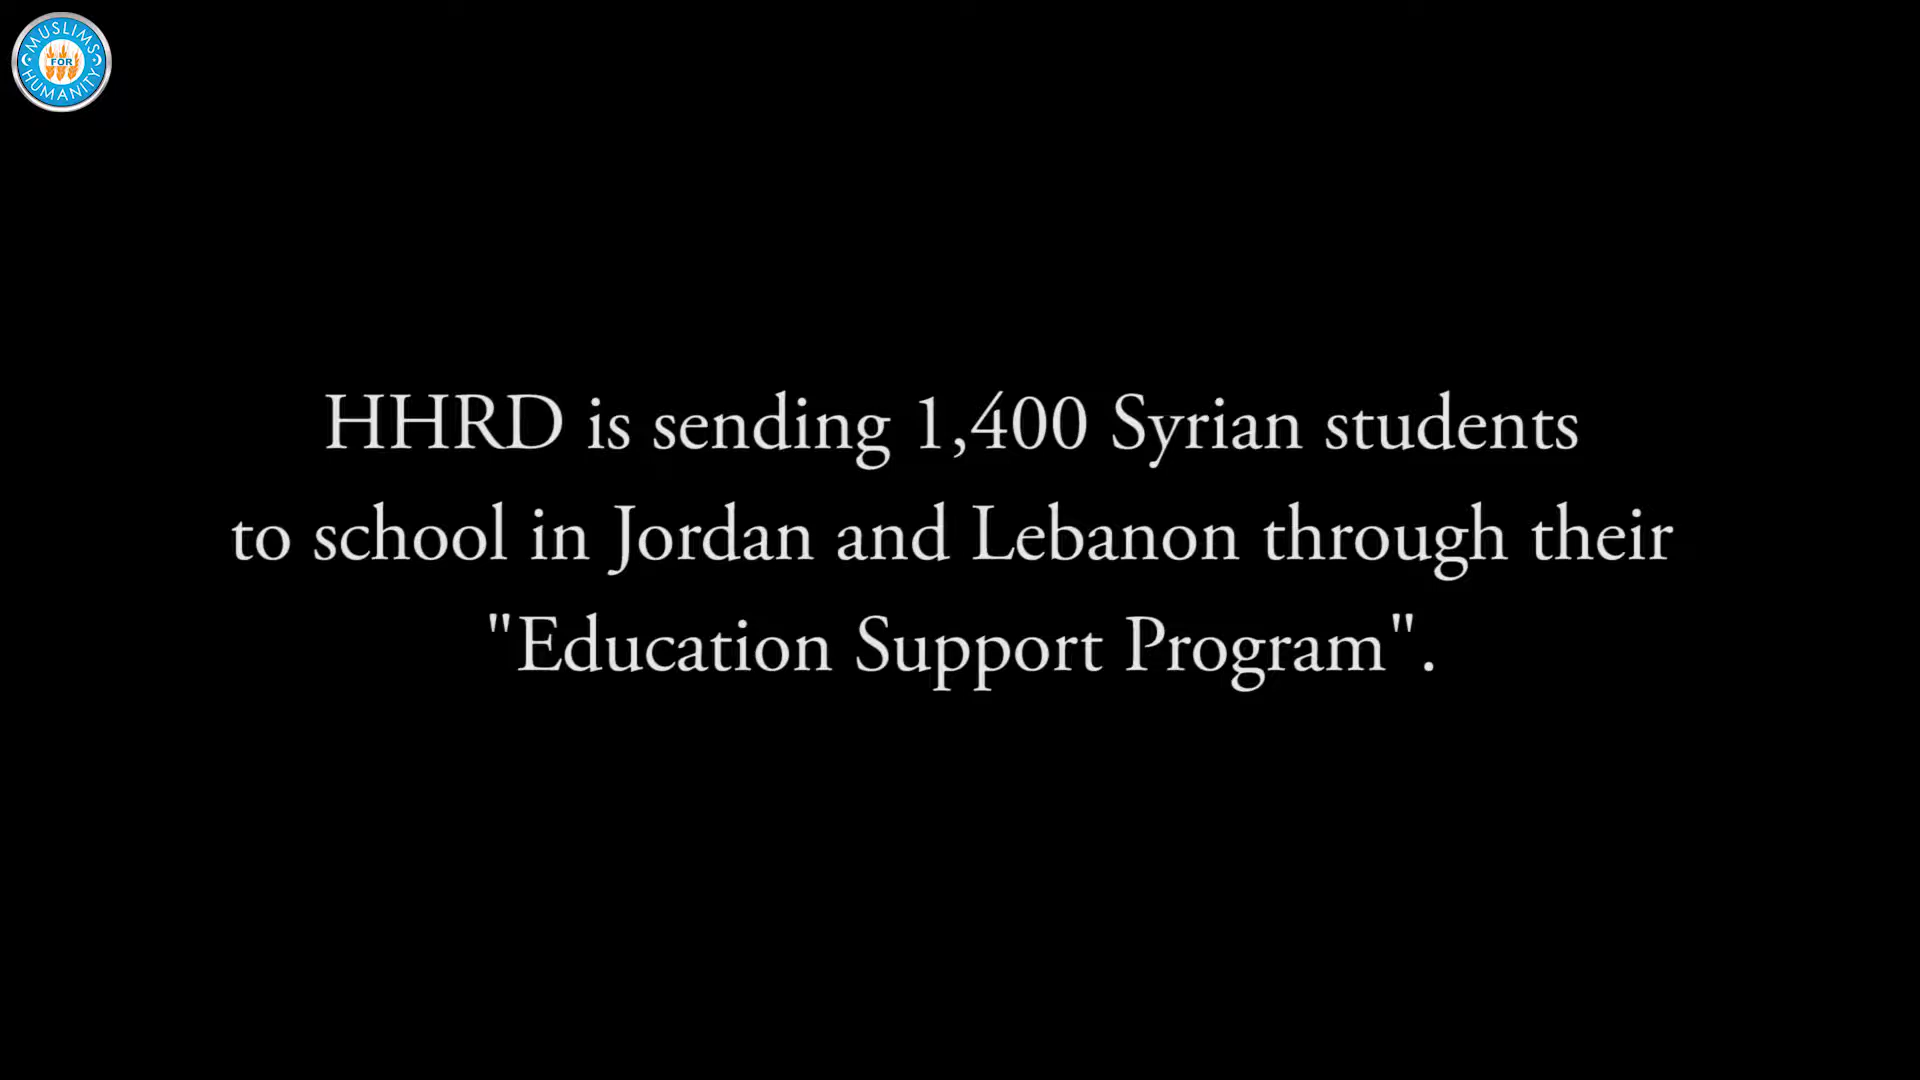 MUSLIMS
FOR
HUMANITY
HHRD is sending 1,400 Syrian students
to school in Jordan and Lebanon through their
"Education Support Program".